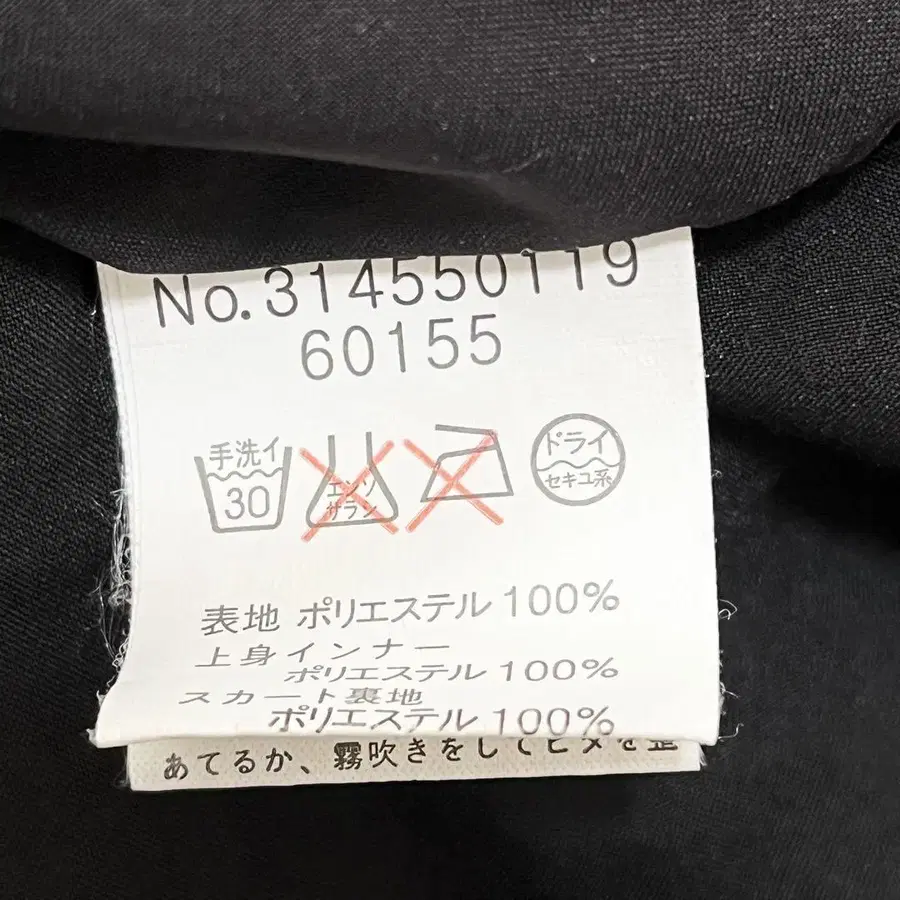 No.314550119
60155
手洗イ
30
エンソ
サラン
ドライ
セキユ系
表地 ポリエステル 100%
上身インナー
ポリエステル 100%
スカート裏地
ポリエステル 100%
あてるか、霧吹きをして